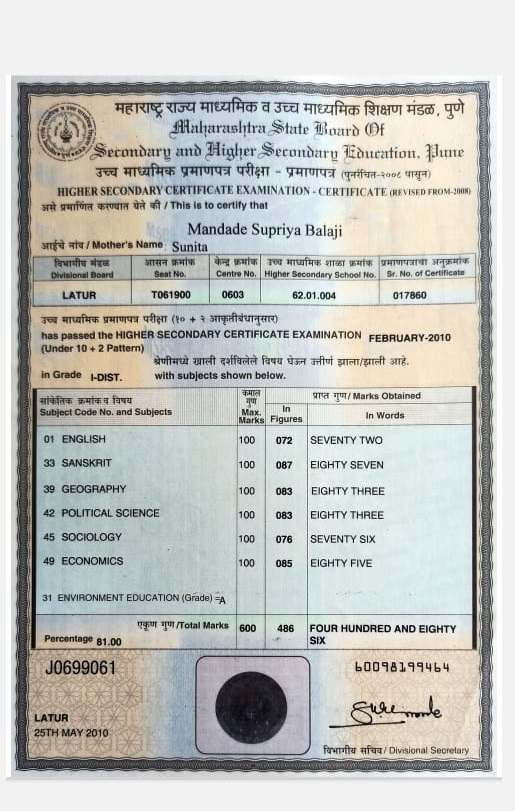 महाराष्ट्र राज्य माध्यमिक व उच्च माध्यमिक शिक्षण मंडळ, पुणे
Maharashtra State Board Of
Secondary and Higher Secondary Education, Pune
उच्च माध्यमिक प्रमाणपत्र परीक्षा - प्रमाणपत्र (पुनर्रचित-२००८ पासून)
HIGHER SECONDARY CERTIFICATE EXAMINATION - CERTIFICATE (REVISED FROM-2008)
असे प्रमाणित करण्यात येते की / This is to certify that
Mandade Supriya Balaji
आईचे नांव / Mother's Name : Sunita
विभागीय मंडळ आसन क्रमांक केन्द्र क्रमांक उच्च माध्यमिक शाळा क्रमांक प्रमाणपत्राचा अनुक्रमांक
Divisional Board Seat No. Centre No. Higher Secondary School No. Sr. No. of Certificate
LATUR T061900 0603 62.01.004 017860
उच्च माध्यमिक प्रमाणपत्र परीक्षा (१० + २ आकृतीबंधानुसार)
has passed the HIGHER SECONDARY CERTIFICATE EXAMINATION FEBRUARY-2010
(Under 10 + 2 Pattern)
श्रेणीमध्ये खाली दर्शविलेले विषय घेऊन उत्तीर्ण झाला/झाली आहे.
in Grade I-DIST. with subjects shown below.
सांकेतिक क्रमांक व विषय कमाल गुण प्राप्त गुण/ Marks Obtained
Subject Code No. and Subjects Max. Marks In Figures In Words
01 ENGLISH 100 072 SEVENTY TWO
33 SANSKRIT 100 087 EIGHTY SEVEN
39 GEOGRAPHY 100 083 EIGHTY THREE
42 POLITICAL SCIENCE 100 083 EIGHTY THREE
45 SOCIOLOGY 100 076 SEVENTY SIX
49 ECONOMICS 100 085 EIGHTY FIVE
31 ENVIRONMENT EDUCATION (Grade) =A
एकूण गुण/Total Marks 600 486 FOUR HUNDRED AND EIGHTY
SIX
Percentage 81.00
J0699061
60098199464
LATUR
25TH MAY 2010
विभागीय सचिव / Divisional Secretary